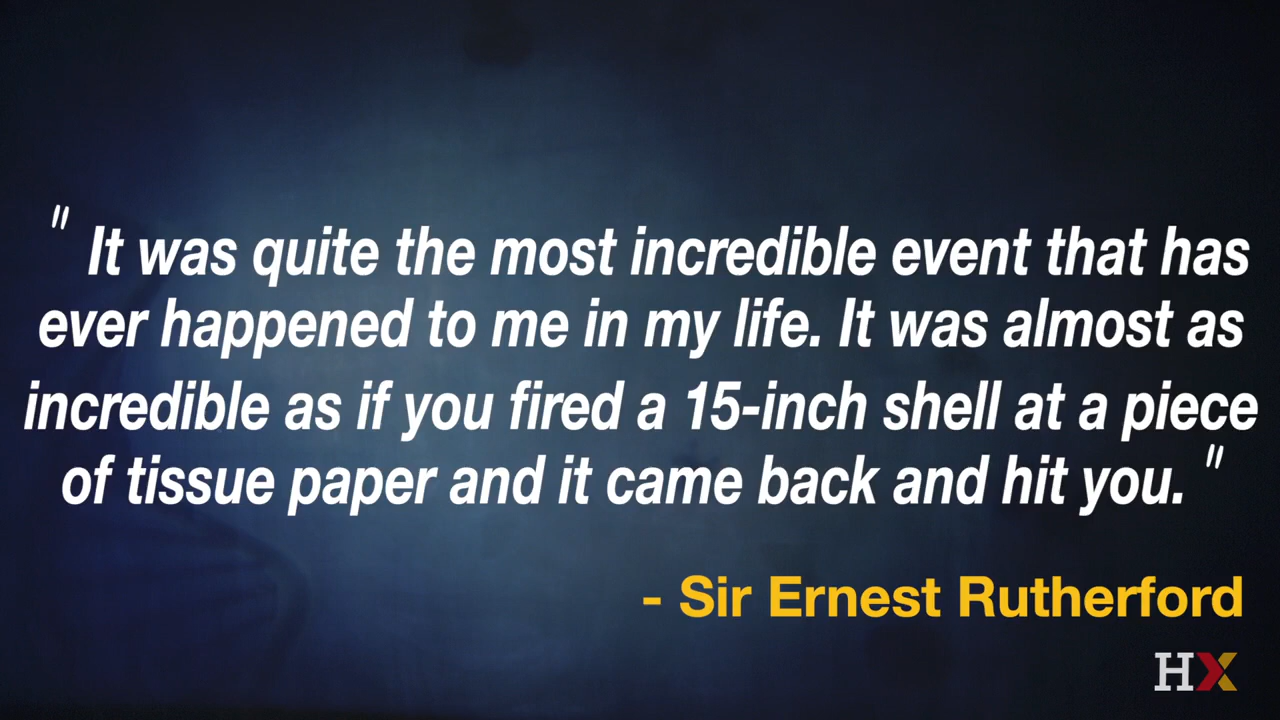 " It was quite the most incredible event that has
ever happened to me in my life. It was almost as
incredible as if you fired a 15-inch shell at a piece
of tissue paper and it came back and hit you. "
- Sir Ernest Rutherford
HX